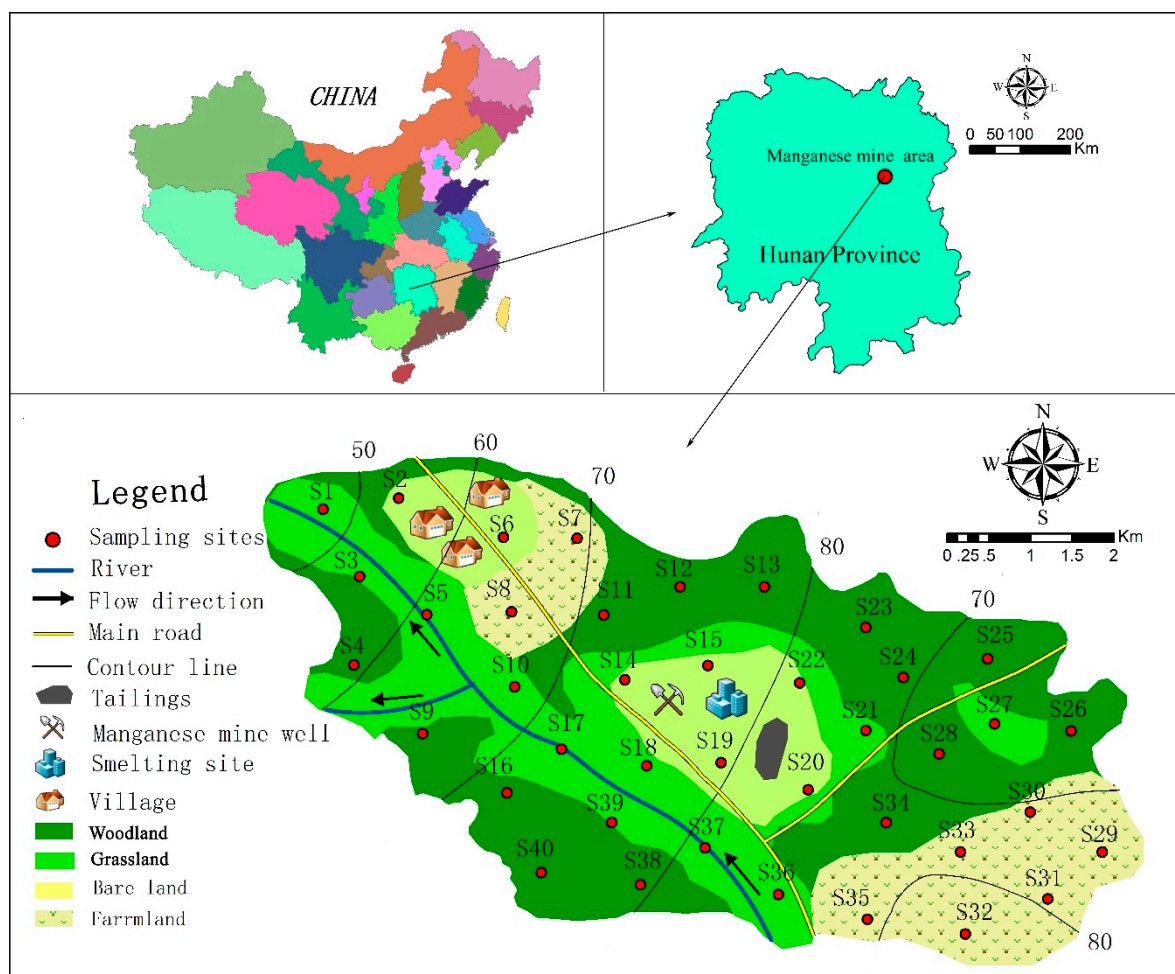 CHINA
N
W E
S
0 50 100 200
Km
Manganese mine area
Hunan Province
N
W E
S
0 0.25 0.5 1 1.5 2
Km
Legend
Sampling sites
River
Flow direction
Main road
Contour line
Tailings
Manganese mine well
Smelting site
Village
Woodland
Grassland
Bare land
Farrmland
50
60
70
80
70
80
S1
S2
S3
S4
S5
S6
S7
S8
S9
S10
S11
S12
S13
S14
S15
S16
S17
S18
S19
S20
S21
S22
S23
S24
S25
S26
S27
S28
S29
S30
S31
S32
S33
S34
S35
S36
S37
S38
S39
S40